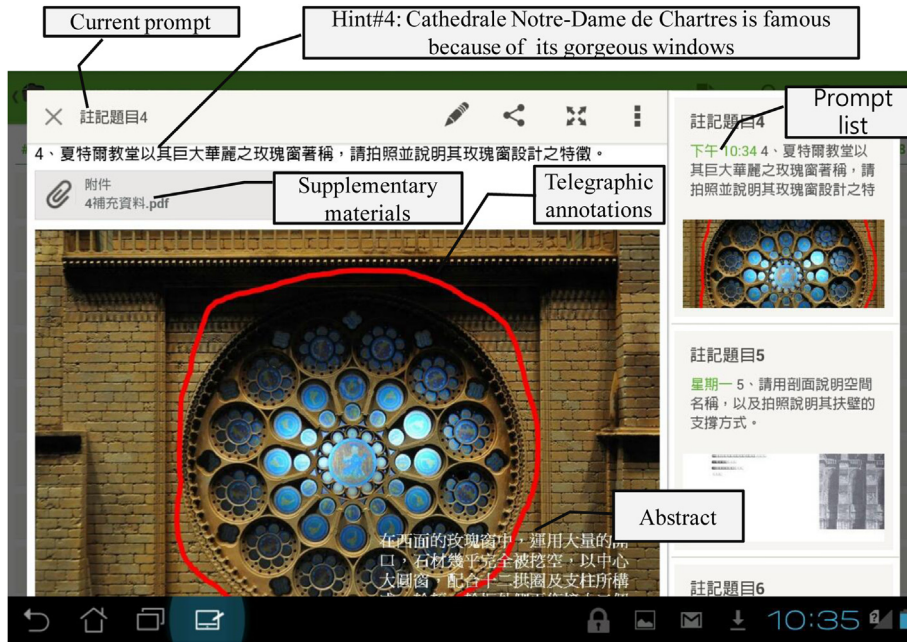 Current prompt
Hint#4: Cathedrale Notre-Dame de Chartres is famous
because of its gorgeous windows
註記題目4
4、夏特爾教堂以其巨大華麗之玫瑰窗著稱，請拍照並說明其玫瑰窗設計之特徵。
附件
4補充資料.pdf
Supplementary
materials
Telegraphic
annotations
在西面的玫瑰窗中，運用大量的開
口，石材幾乎完全被挖空，以中心
大圓窗，配合十二拱圈及支柱所構
Abstract
Prompt
list
註記題目4
下午 10:34 4、夏特爾教堂以
其巨大華麗之玫瑰窗著稱，請
拍照並說明其玫瑰窗設計之特
註記題目5
星期一 5、請用剖面說明空間
名稱，以及拍照說明其扶壁的
支撐方式。
註記題目6
10:35